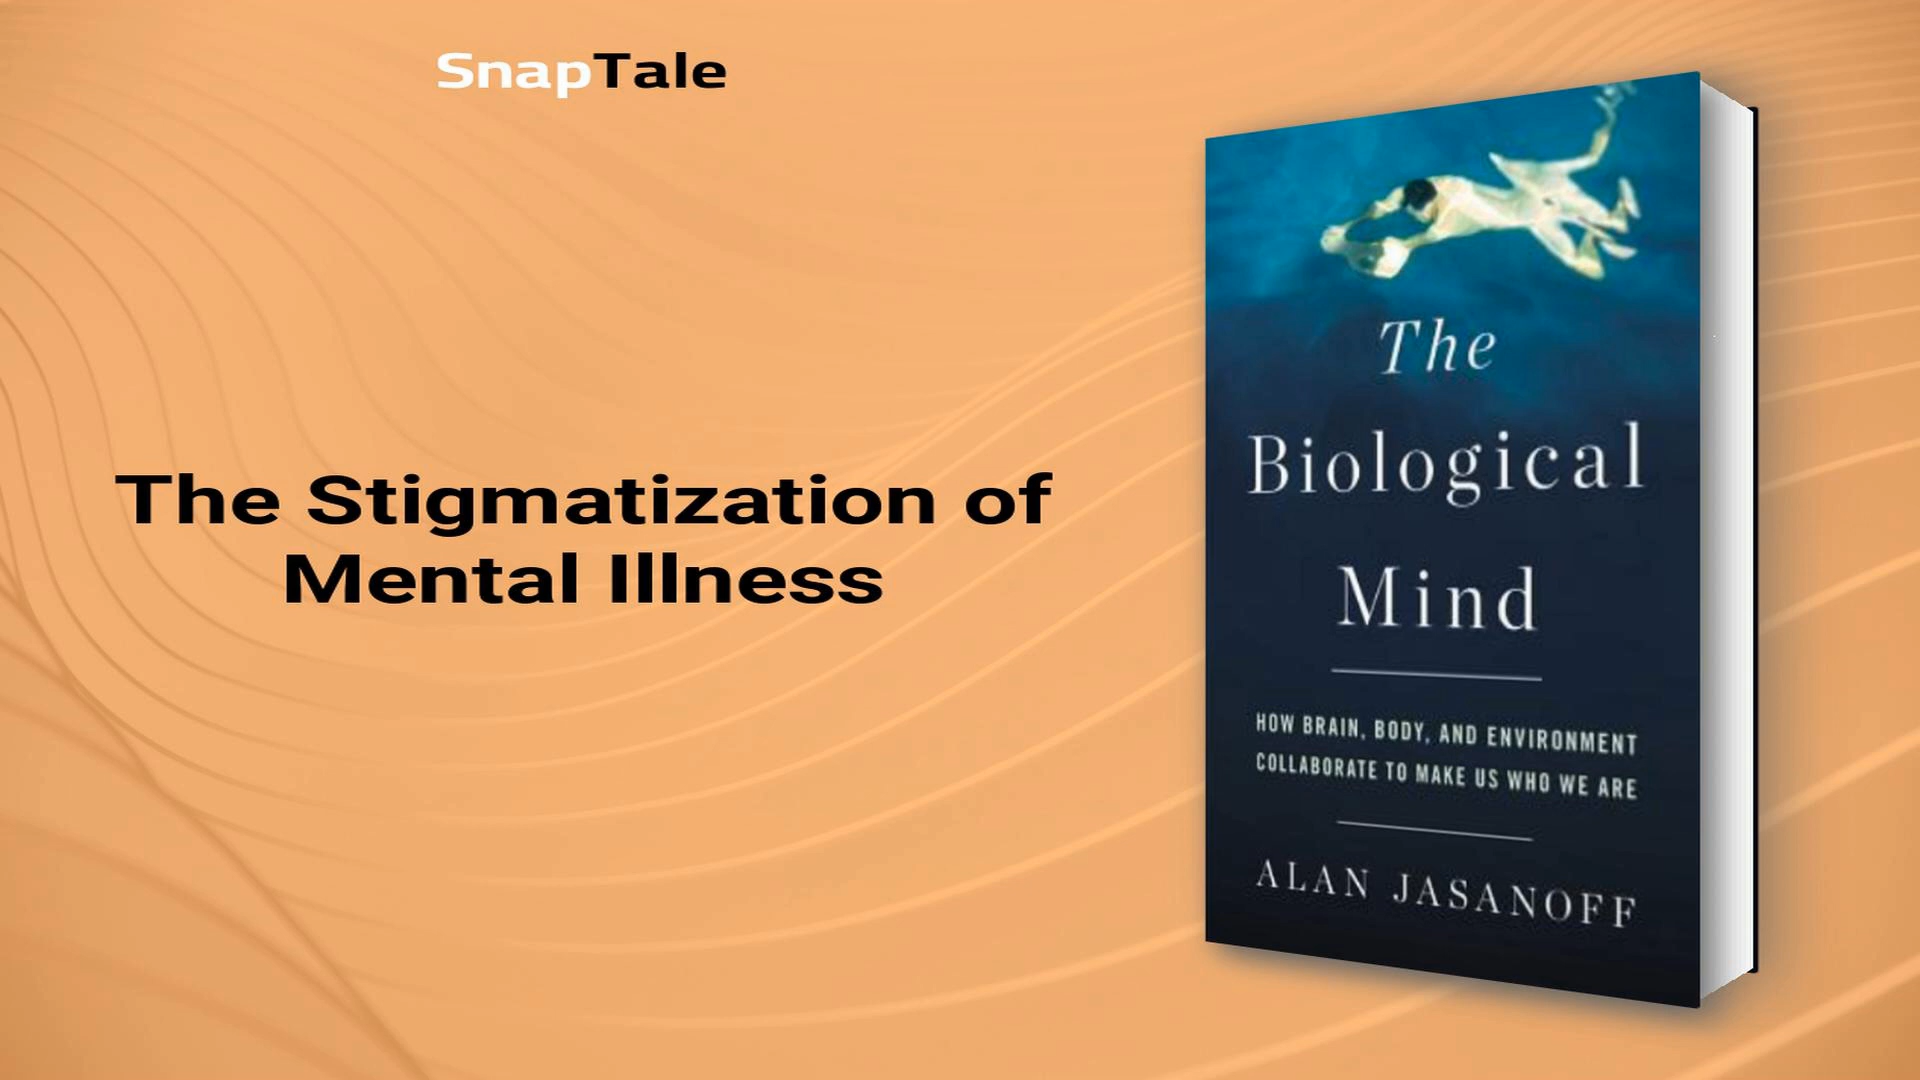 SnapTale
The Stigmatization of
Mental Illness
The
Biological
Mind
HOW BRAIN, BODY, AND ENVIRONMENT
COLLABORATE TO MAKE US WHO WE ARE
ALAN JASANOFF